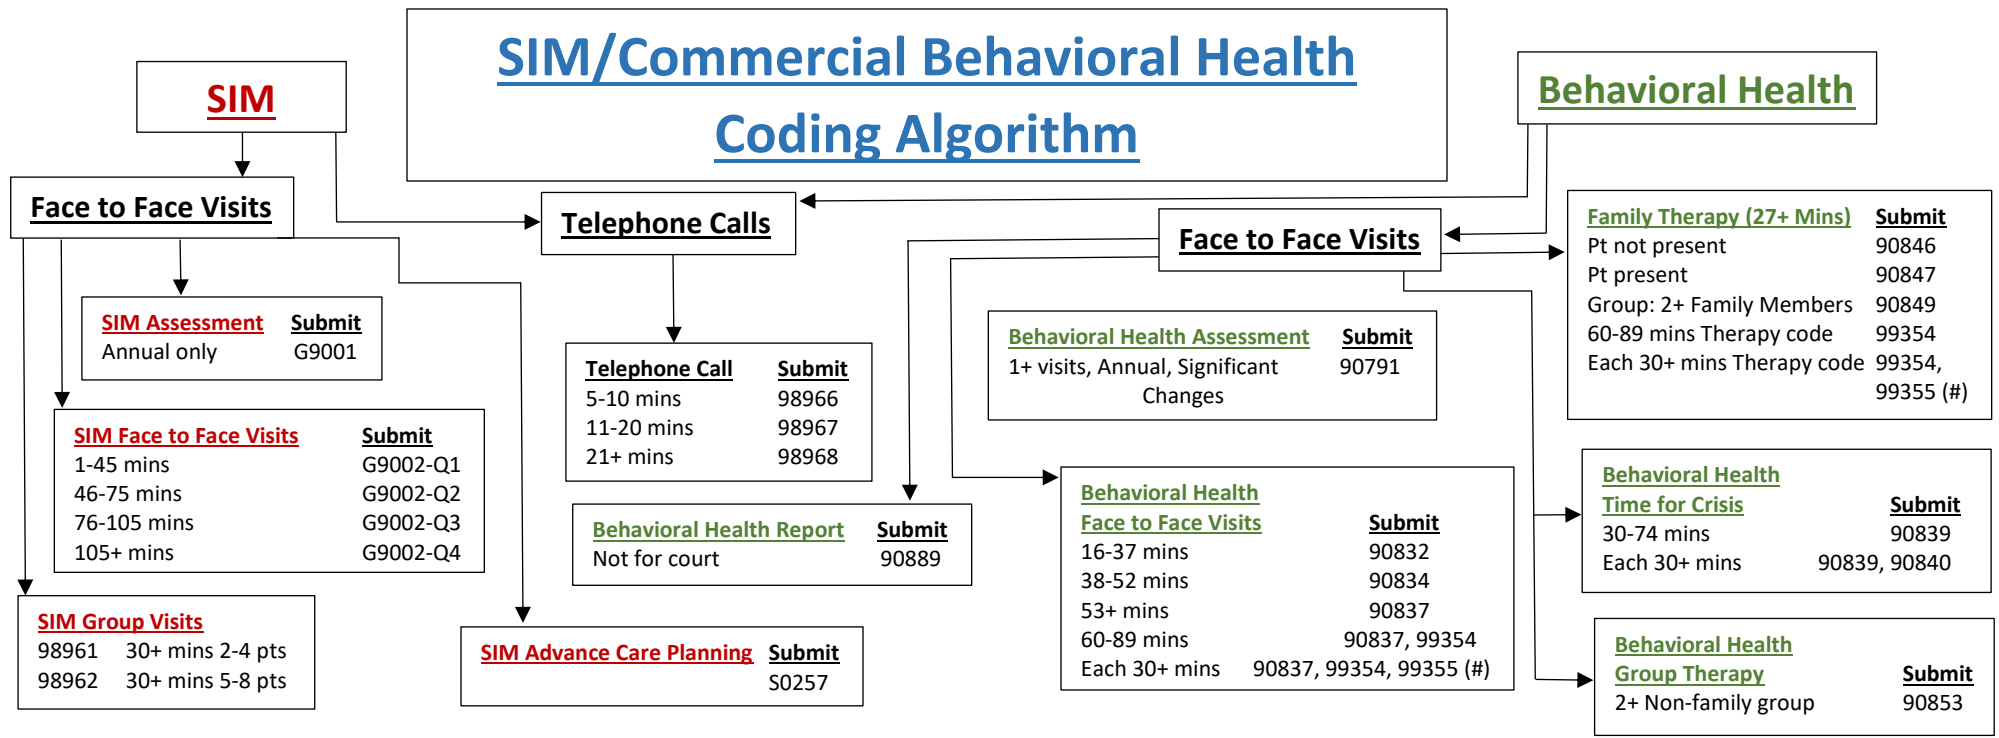 SIM/Commercial Behavioral Health
Coding Algorithm
SIM
Behavioral Health
Face to Face Visits
Telephone Calls
Face to Face Visits
SIM Assessment Submit
Annual only G9001
SIM Face to Face Visits Submit
1-45 mins G9002-Q1
46-75 mins G9002-Q2
76-105 mins G9002-Q3
105+ mins G9002-Q4
SIM Group Visits
98961 30+ mins 2-4 pts
98962 30+ mins 5-8 pts
SIM Advance Care Planning Submit
S0257
Telephone Call Submit
5-10 mins 98966
11-20 mins 98967
21+ mins 98968
Behavioral Health Report Submit
Not for court 90889
Behavioral Health Assessment Submit
1+ visits, Annual, Significant 90791
Changes
Behavioral Health
Face to Face Visits Submit
16-37 mins 90832
38-52 mins 90834
53+ mins 90837
60-89 mins 90837, 99354
Each 30+ mins 90837, 99354, 99355 (#)
Family Therapy (27+ Mins) Submit
Pt not present 90846
Pt present 90847
Group: 2+ Family Members 90849
60-89 mins Therapy code 99354
Each 30+ mins Therapy code 99354,
99355 (#)
Behavioral Health
Time for Crisis Submit
30-74 mins 90839
Each 30+ mins 90839, 90840
Behavioral Health
Group Therapy Submit
2+ Non-family group 90853